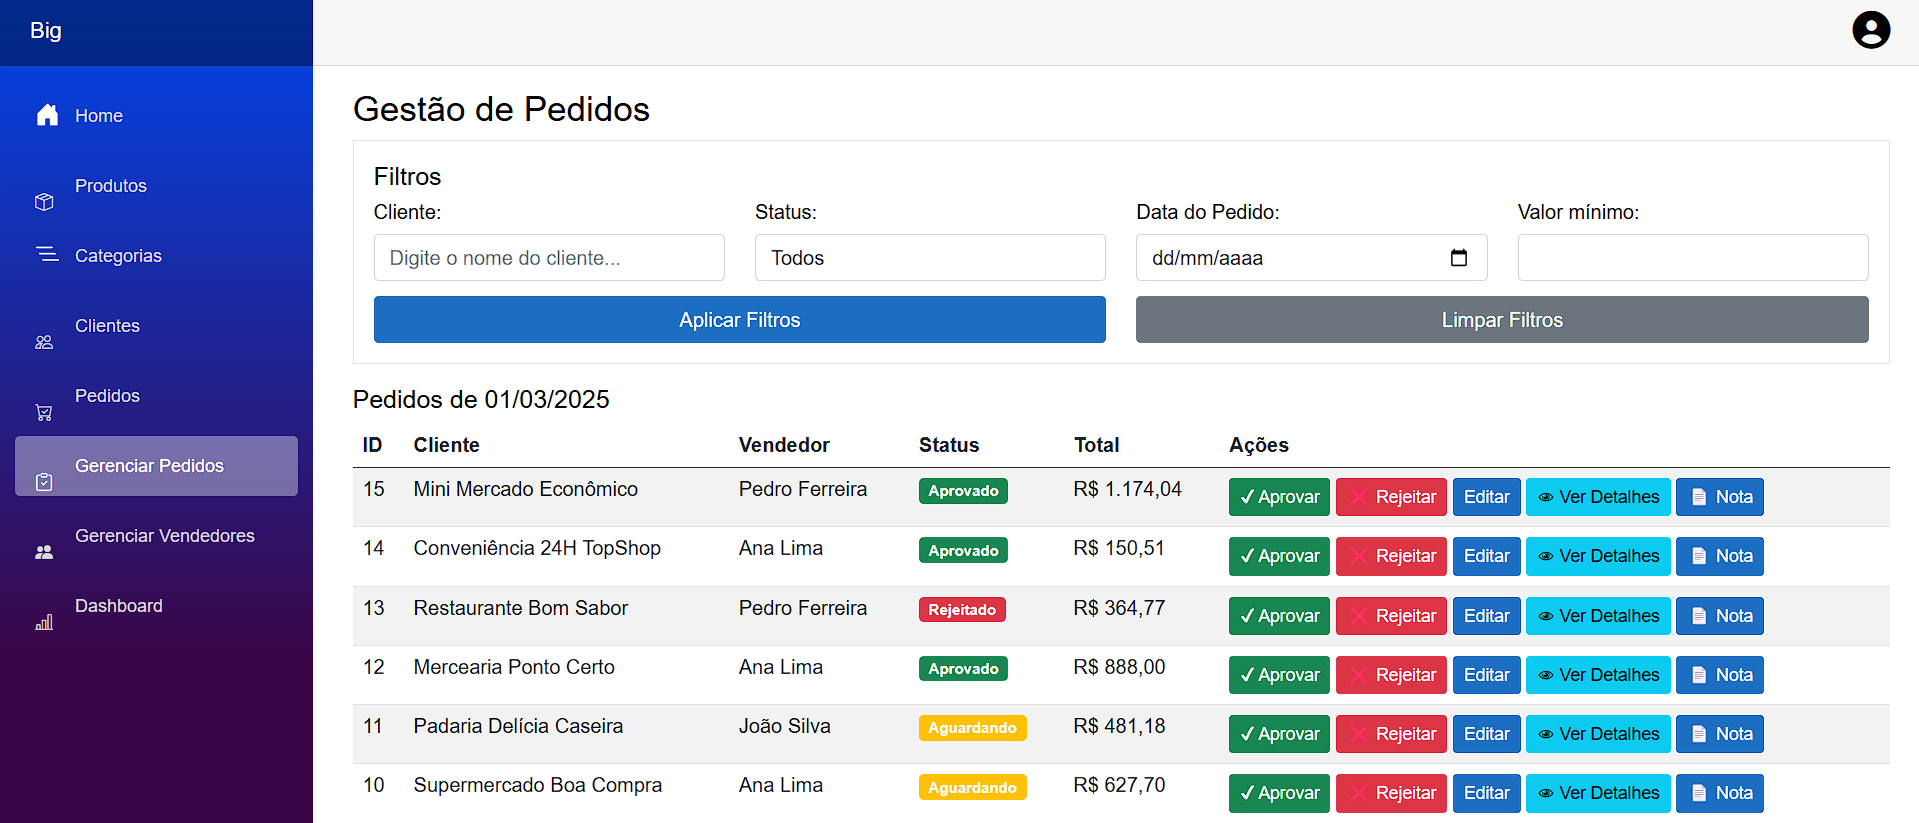 Big
Home
Produtos
Categorias
Clientes
Pedidos
Gerenciar Pedidos
Gerenciar Vendedores
Dashboard
Gestão de Pedidos
Filtros
Cliente: Status: Data do Pedido: Valor mínimo:
Digite o nome do cliente... Todos dd/mm/aaaa
Aplicar Filtros Limpar Filtros
Pedidos de 01/03/2025
ID Cliente Vendedor Status Total Ações
15 Mini Mercado Econômico Pedro Ferreira Aprovado R$ 1.174,04 ✓ Aprovar ❌ Rejeitar Editar 👁 Ver Detalhes 📄 Nota
14 Conveniência 24H TopShop Ana Lima Aprovado R$ 150,51 ✓ Aprovar ❌ Rejeitar Editar 👁 Ver Detalhes 📄 Nota
13 Restaurante Bom Sabor Pedro Ferreira Rejeitado R$ 364,77 ✓ Aprovar ❌ Rejeitar Editar 👁 Ver Detalhes 📄 Nota
12 Mercearia Ponto Certo Ana Lima Aprovado R$ 888,00 ✓ Aprovar ❌ Rejeitar Editar 👁 Ver Detalhes 📄 Nota
11 Padaria Delícia Caseira João Silva Aguardando R$ 481,18 ✓ Aprovar ❌ Rejeitar Editar 👁 Ver Detalhes 📄 Nota
10 Supermercado Boa Compra Ana Lima Aguardando R$ 627,70 ✓ Aprovar ❌ Rejeitar Editar 👁 Ver Detalhes 📄 Nota